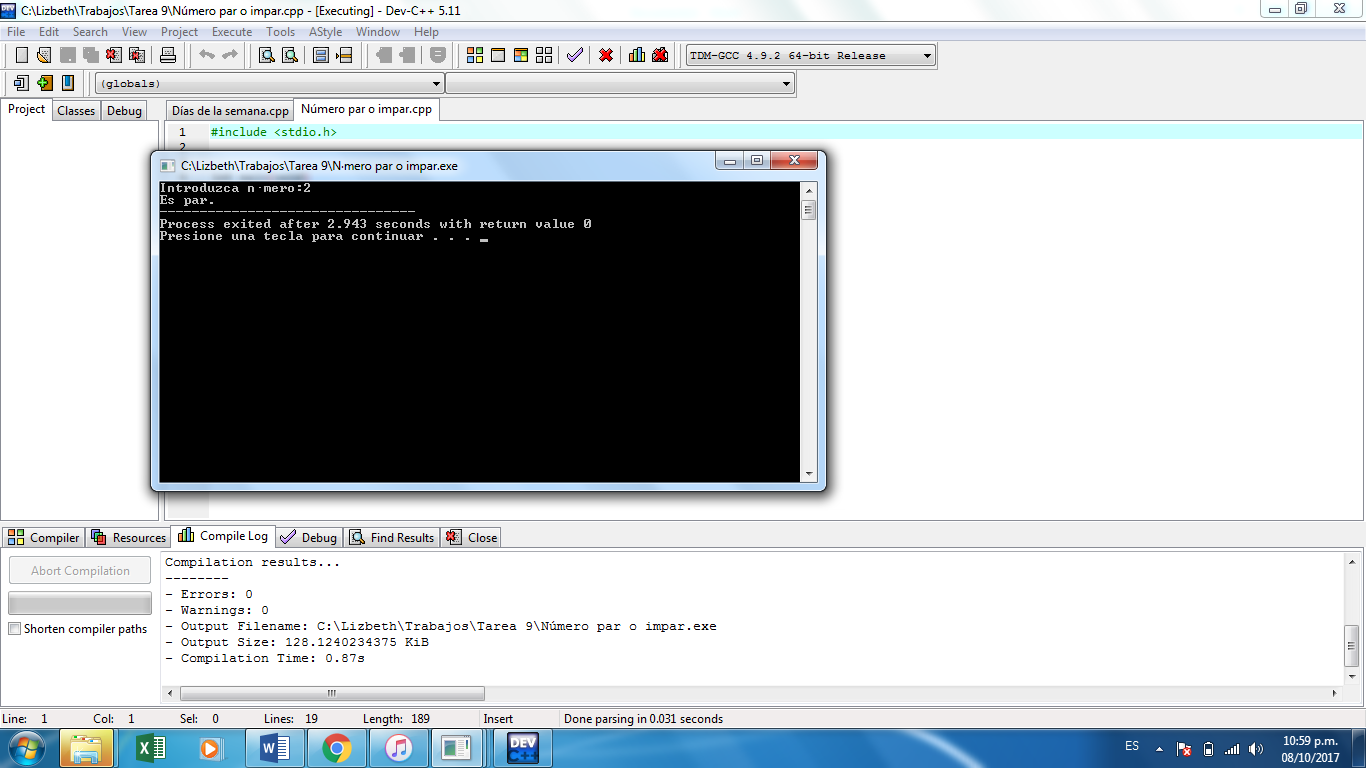 C:\Lizbeth\Trabajos\Tarea 9\Número par o impar.cpp - [Executing] - Dev-C++ 5.11
File Edit Search View Project Execute Tools AStyle Window Help
TDM-GCC 4.9.2 64-bit Release
(globals)
Project Classes Debug
Días de la semana.cpp Número par o impar.cpp
1 #include <stdio.h>
2
C:\Lizbeth\Trabajos\Tarea 9\N·mero par o impar.exe
Introduzca n·mero:2
Es par.
--------------------------------
Process exited after 2.943 seconds with return value 0
Presione una tecla para continuar . . .
Compiler Resources Compile Log Debug Find Results Close
Abort Compilation
Shorten compiler paths
Compilation results...
--------
- Errors: 0
- Warnings: 0
- Output Filename: C:\Lizbeth\Trabajos\Tarea 9\Número par o impar.exe
- Output Size: 128.1240234375 KiB
- Compilation Time: 0.87s
Line: 1 Col: 1 Sel: 0 Lines: 19 Length: 189 Insert Done parsing in 0.031 seconds
DEV C++
ES
10:59 p.m.
08/10/2017